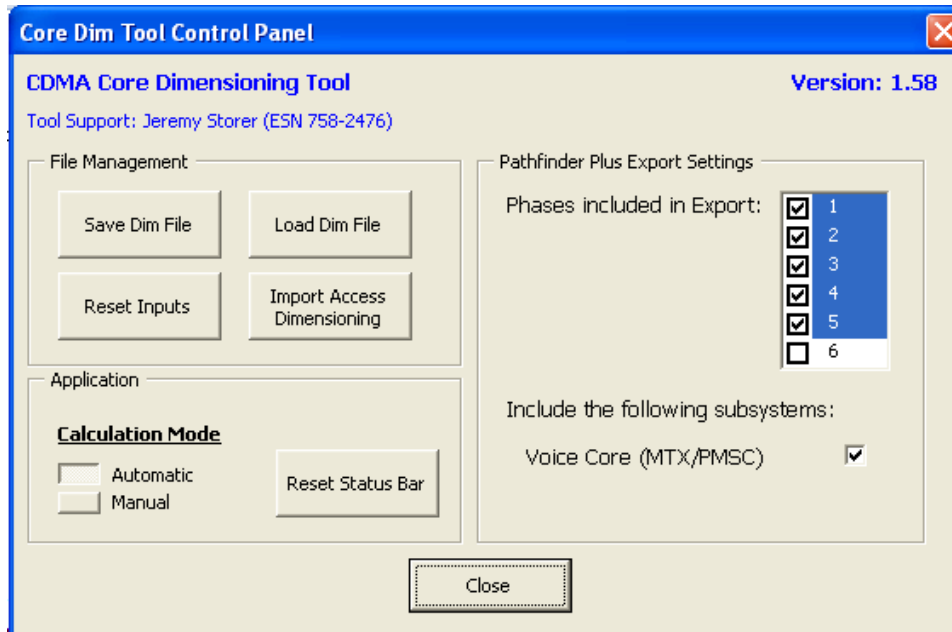 Core Dim Tool Control Panel
CDMA Core Dimensioning Tool
Version: 1.58
Tool Support: Jeremy Storer (ESN 758-2476)
File Management
Save Dim File
Load Dim File
Reset Inputs
Import Access
Dimensioning
Application
Calculation Mode
Automatic
Manual
Reset Status Bar
Pathfinder Plus Export Settings
Phases included in Export:
1
2
3
4
5
6
Include the following subsystems:
Voice Core (MTX/PMSC)
Close